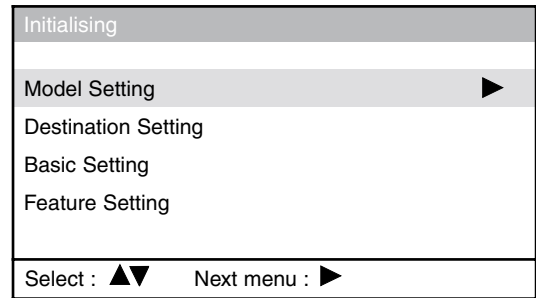 Initialising
Model Setting ▶
Destination Setting
Basic Setting
Feature Setting
Select : ▲▼ Next menu : ▶